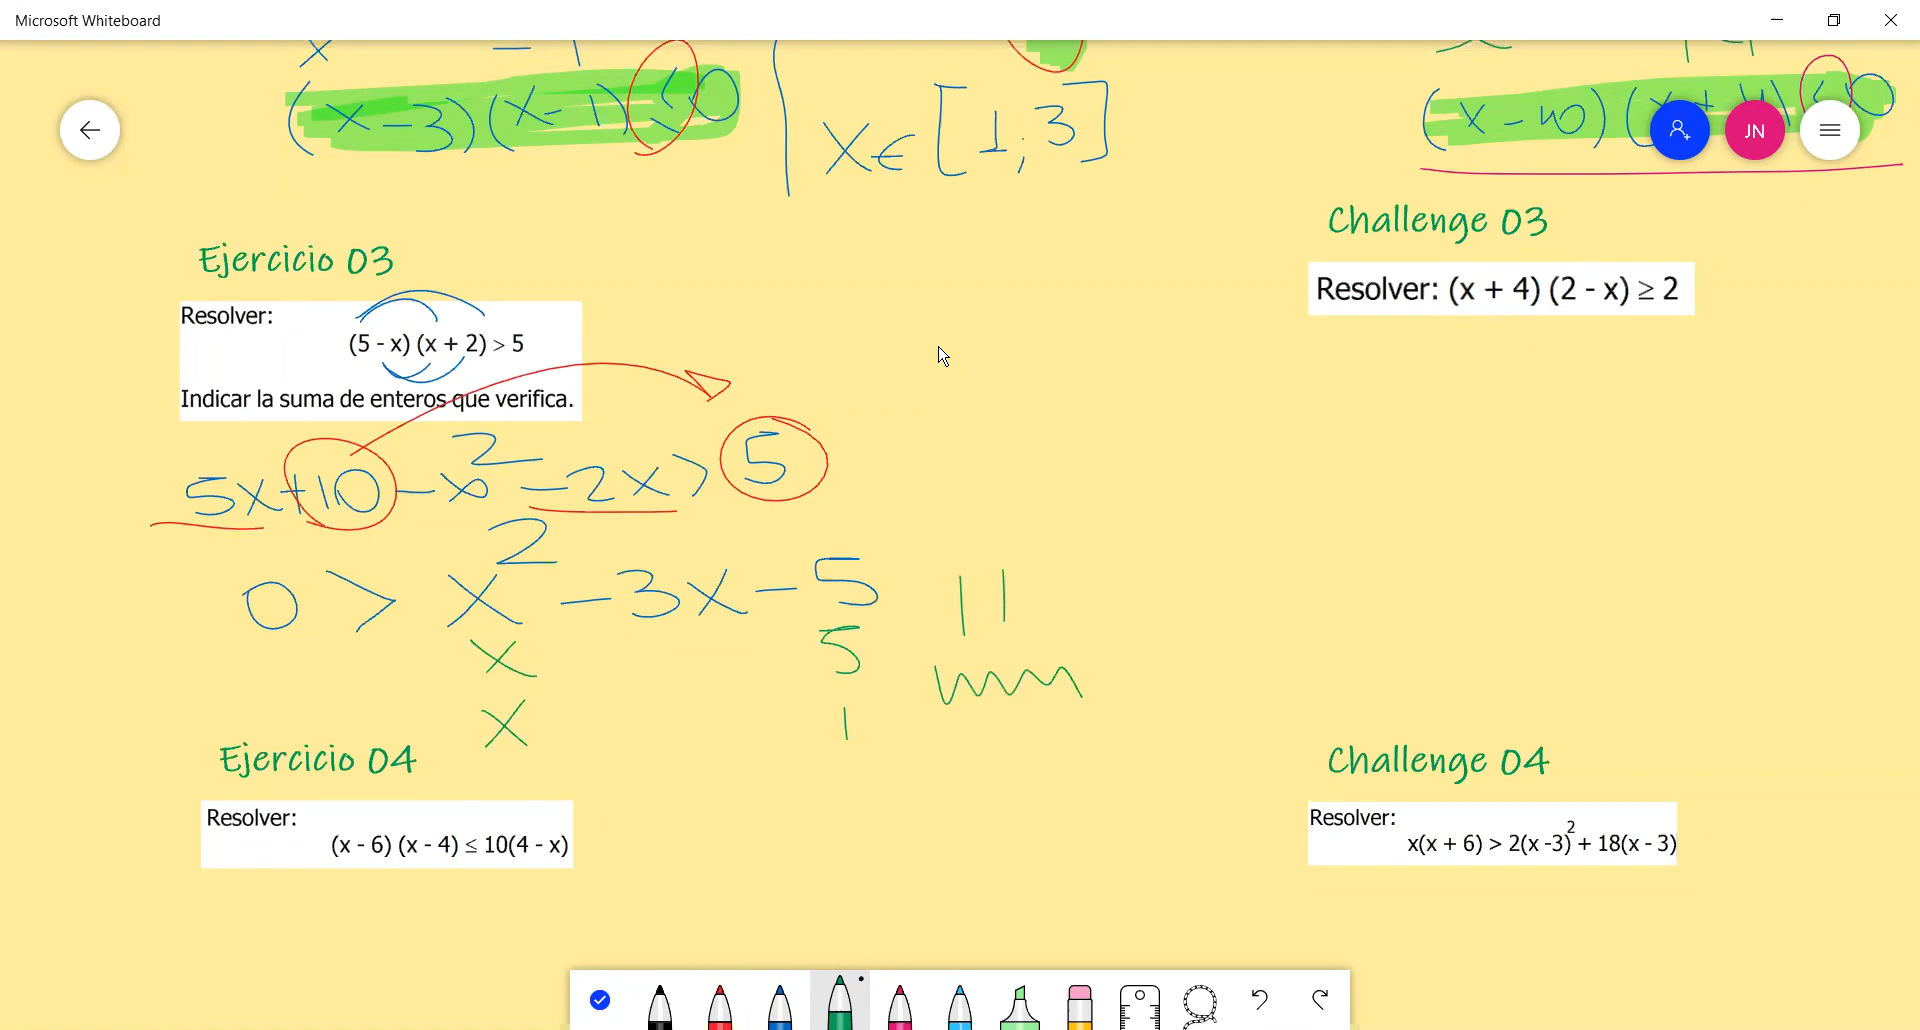 Microsoft Whiteboard
(x-3)(x-1)≤0
x∈[1;3]
JN
Ejercicio 03
Resolver:
(5 - x) (x + 2) > 5
Indicar la suma de enteros que verifica.
5x+10-x²-2x>5
0 > x²-3x-5
x 5
x 1
Challenge 03
Resolver: (x + 4) (2 - x) ≥ 2
Ejercicio 04
Resolver:
(x - 6) (x - 4) ≤ 10(4 - x)
Challenge 04
Resolver:
x(x + 6) > 2(x -3)² + 18(x - 3)